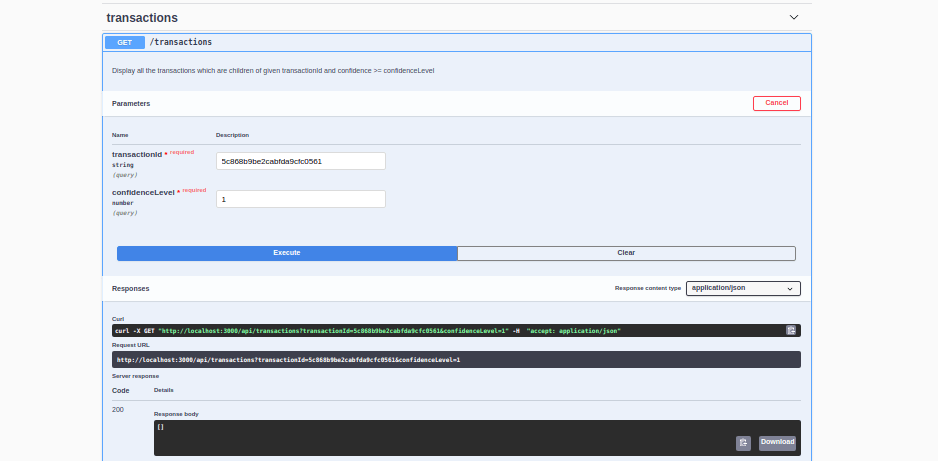 transactions
GET /transactions
Display all the transactions which are children of given transactionId and confidence >= confidenceLevel
Parameters
Cancel
Name Description
transactionId * required
string
(query)
5c868b9be2cabfda9cfc0561
confidenceLevel * required
number
(query)
1
Execute Clear
Responses
Response content type application/json
Curl
curl -X GET "http://localhost:3000/api/transactions?transactionId=5c868b9be2cabfda9cfc0561&confidenceLevel=1" -H "accept: application/json"
Request URL
http://localhost:3000/api/transactions?transactionId=5c868b9be2cabfda9cfc0561&confidenceLevel=1
Server response
Code Details
200
Response body
[]
Download